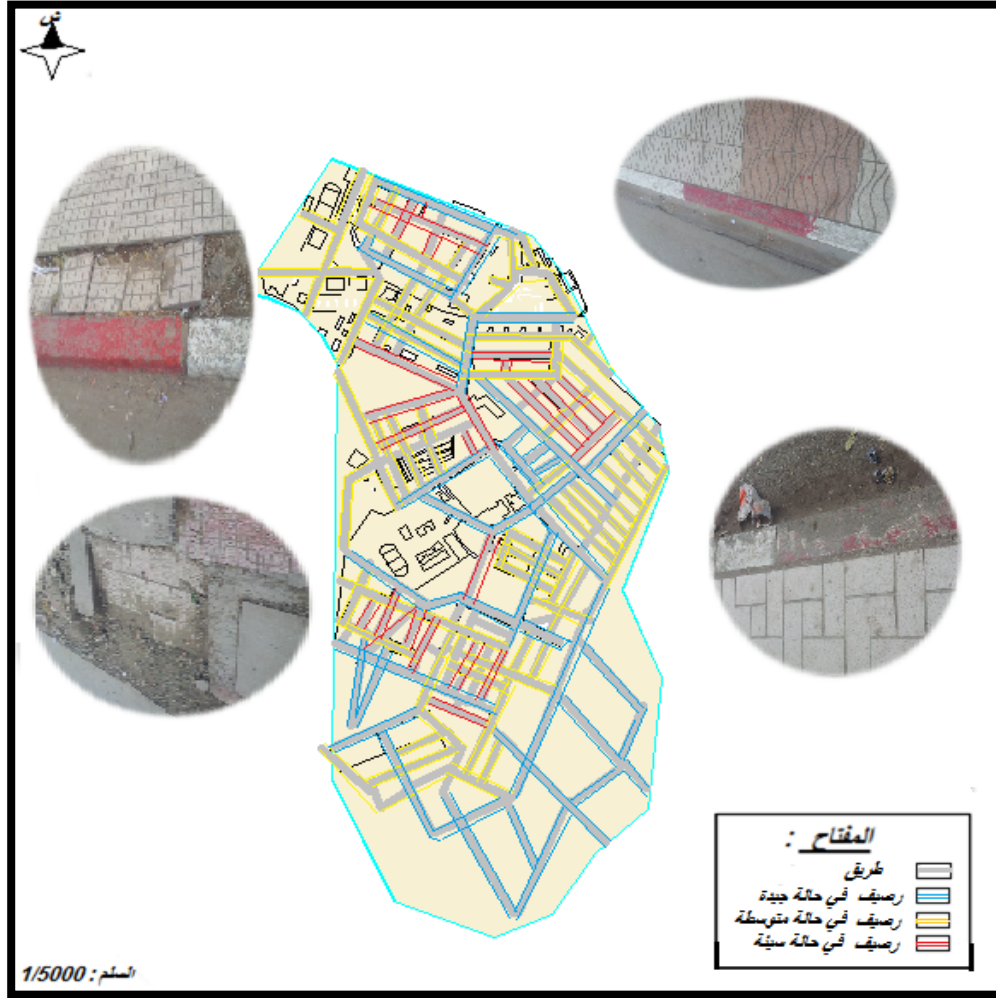 ش
المفتاح :
طريق
رصيف في حالة جيدة
رصيف في حالة متوسطة
رصيف في حالة سيئة
السلم : 1/5000